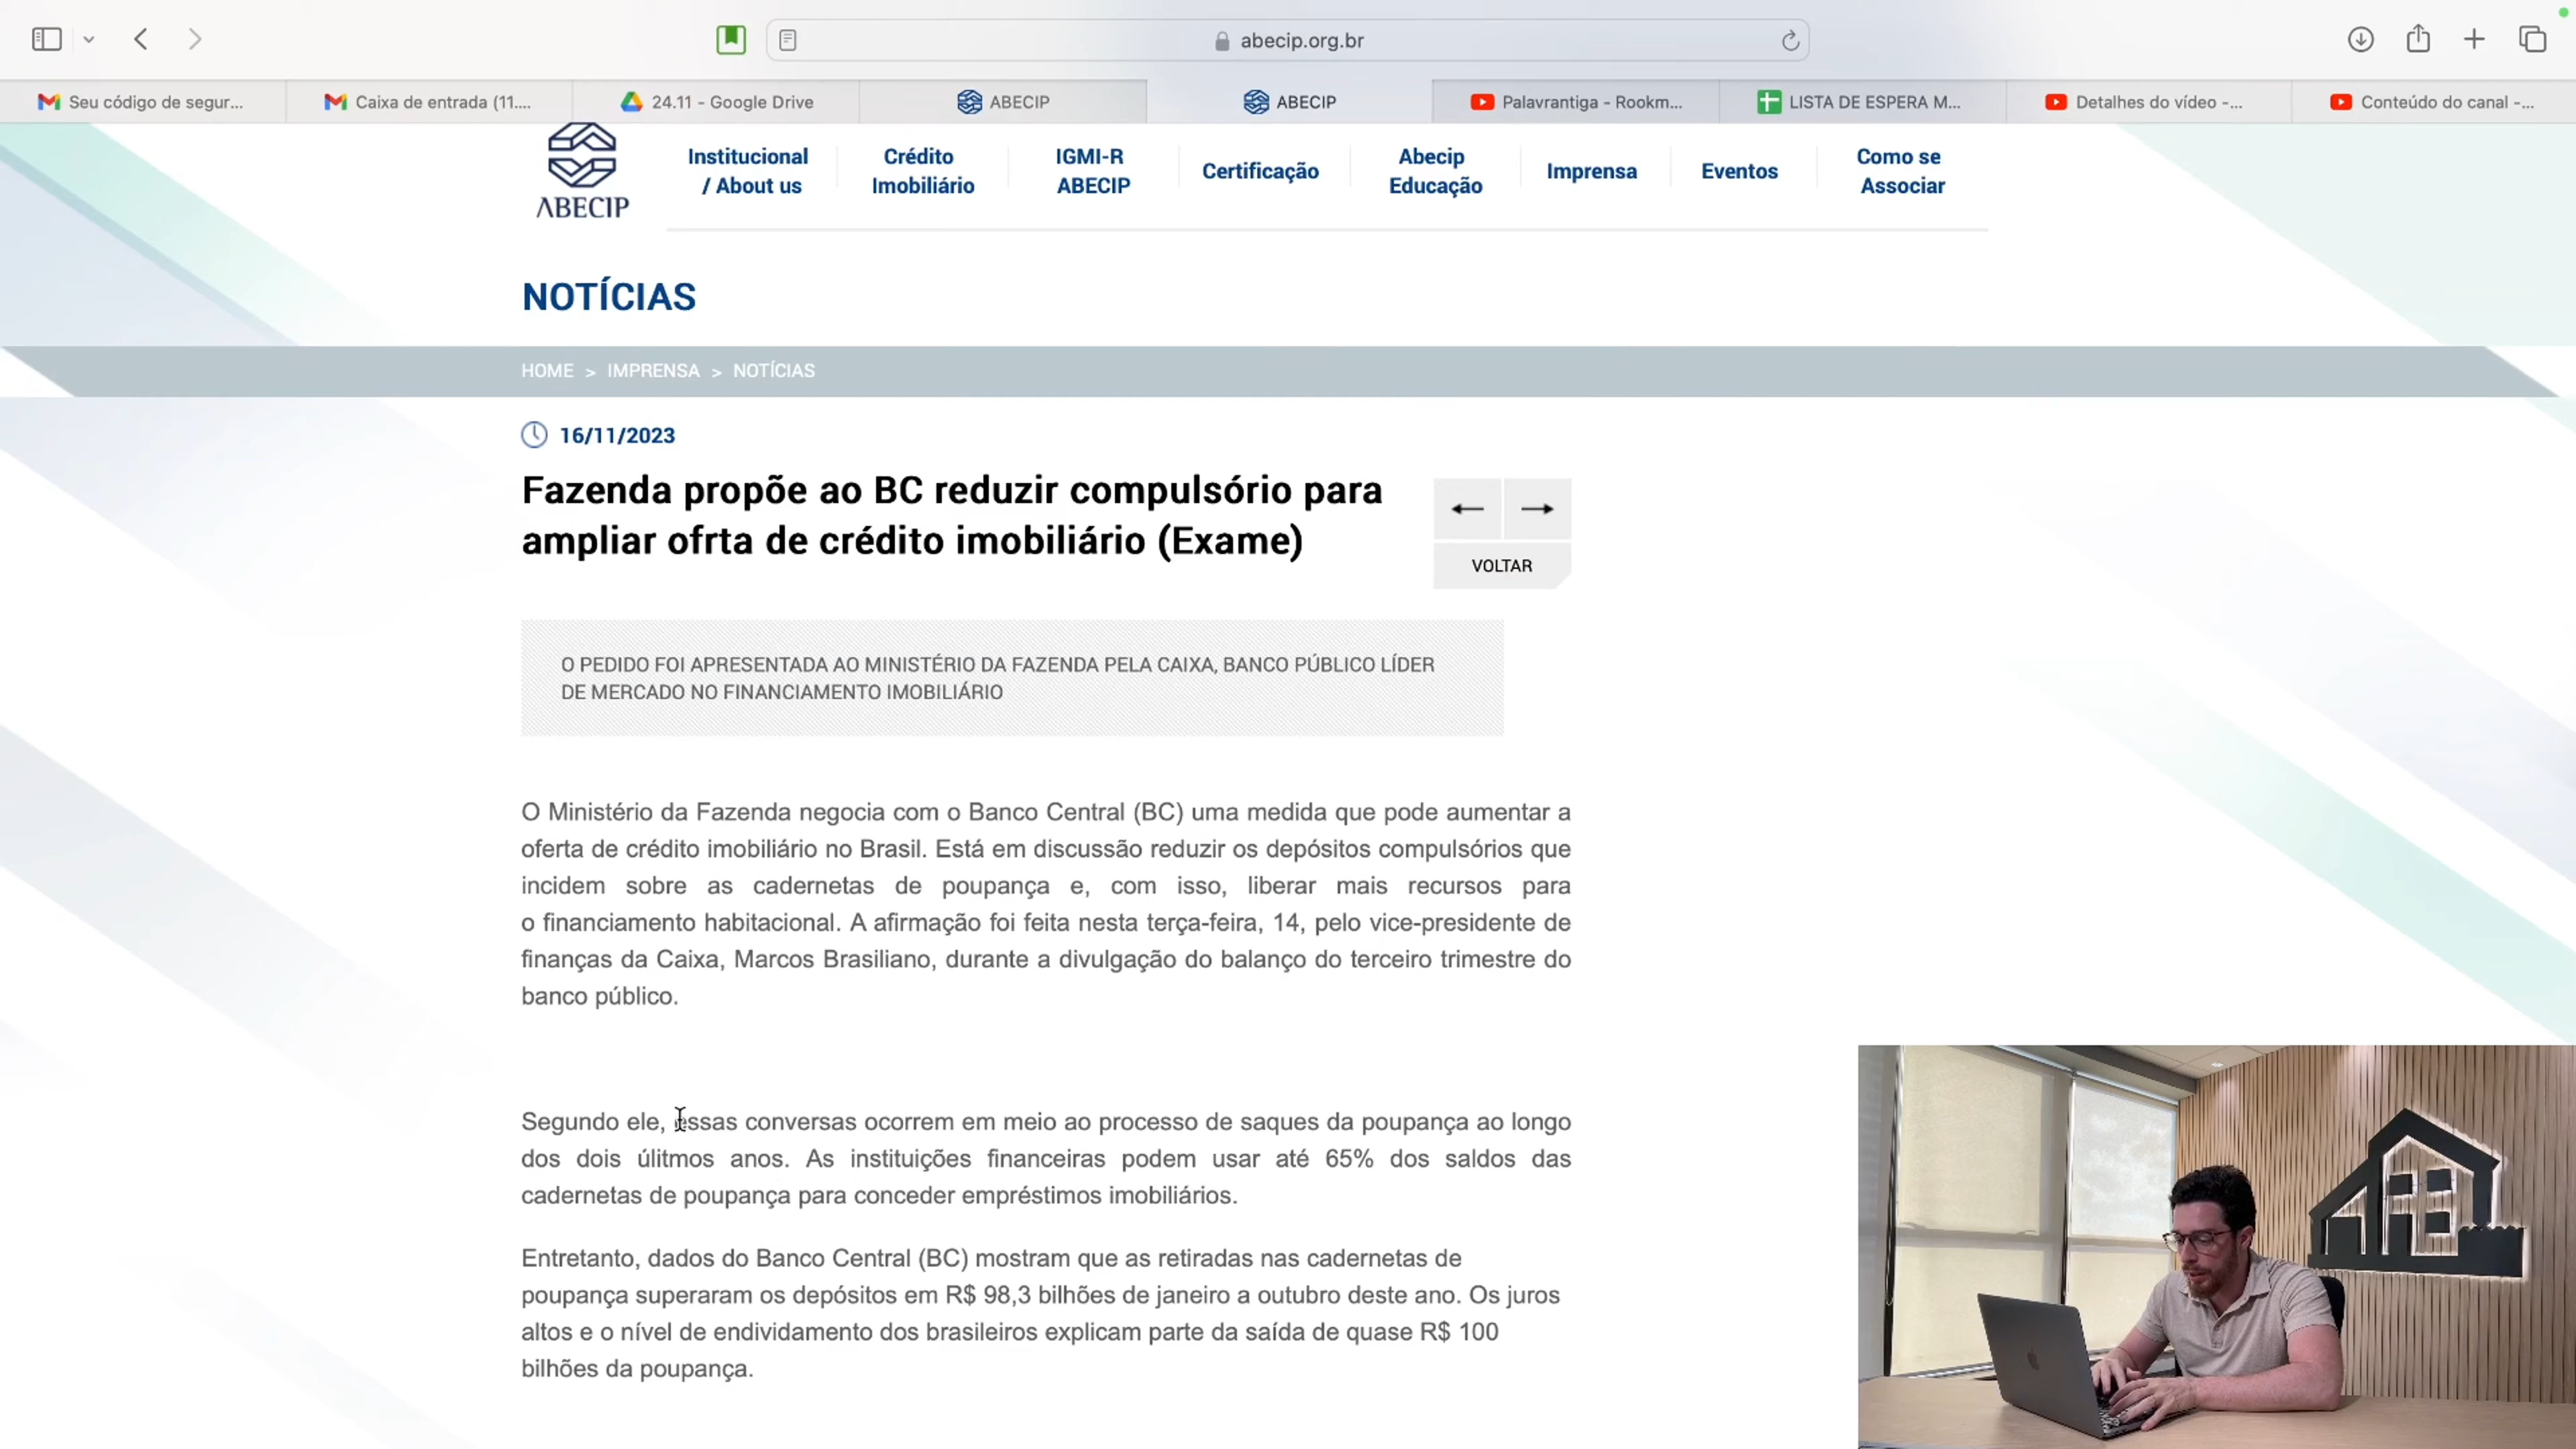 abecip.org.br
Seu código de segur...
Caixa de entrada (11....
24.11 - Google Drive
ABECIP
ABECIP
Palavrantiga - Rookm...
LISTA DE ESPERA M...
Detalhes do vídeo -...
Conteúdo do canal -...
ABECIP
Institucional
/ About us
Crédito
Imobiliário
IGMI-R
ABECIP
Certificação
Abecip
Educação
Imprensa
Eventos
Como se
Associar
NOTÍCIAS
HOME > IMPRENSA > NOTÍCIAS
16/11/2023
Fazenda propõe ao BC reduzir compulsório para
ampliar ofrta de crédito imobiliário (Exame)
VOLTAR
O PEDIDO FOI APRESENTADA AO MINISTÉRIO DA FAZENDA PELA CAIXA, BANCO PÚBLICO LÍDER
DE MERCADO NO FINANCIAMENTO IMOBILIÁRIO
O Ministério da Fazenda negocia com o Banco Central (BC) uma medida que pode aumentar a
oferta de crédito imobiliário no Brasil. Está em discussão reduzir os depósitos compulsórios que
incidem sobre as cadernetas de poupança e, com isso, liberar mais recursos para
o financiamento habitacional. A afirmação foi feita nesta terça-feira, 14, pelo vice-presidente de
finanças da Caixa, Marcos Brasiliano, durante a divulgação do balanço do terceiro trimestre do
banco público.
Segundo ele, essas conversas ocorrem em meio ao processo de saques da poupança ao longo
dos dois úlitmos anos. As instituições financeiras podem usar até 65% dos saldos das
cadernetas de poupança para conceder empréstimos imobiliários.
Entretanto, dados do Banco Central (BC) mostram que as retiradas nas cadernetas de
poupança superaram os depósitos em R$ 98,3 bilhões de janeiro a outubro deste ano. Os juros
altos e o nível de endividamento dos brasileiros explicam parte da saída de quase R$ 100
bilhões da poupança.